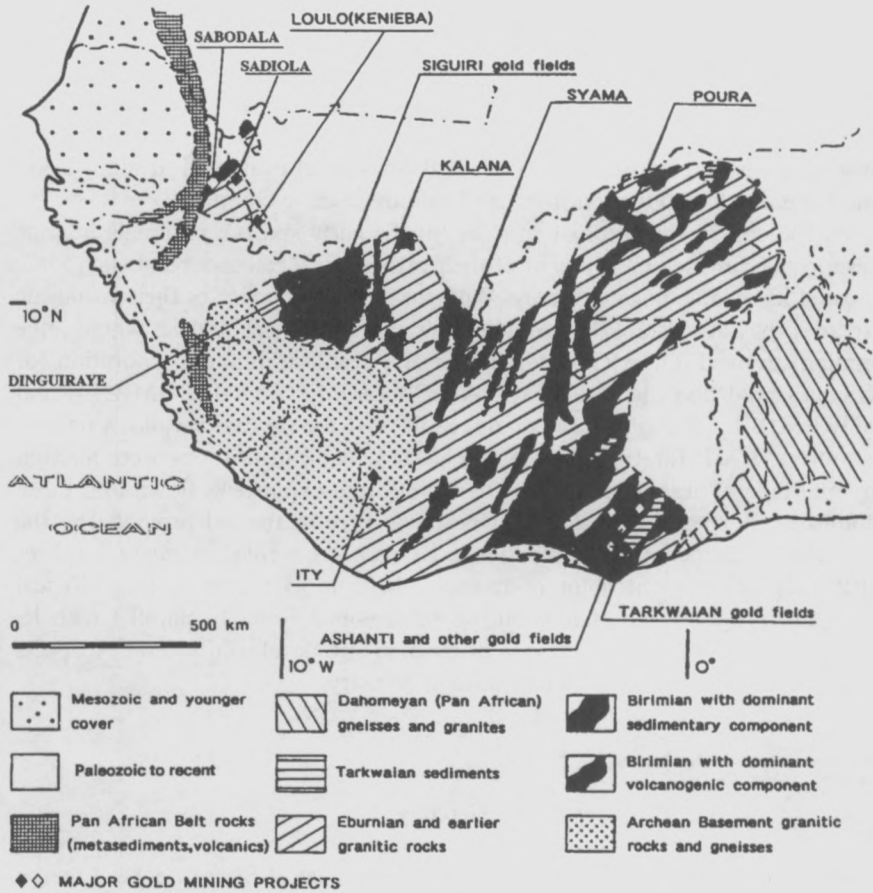 LOULO(KENIEBA)
SABODALA
SADIOLA
SIGUIRI gold fields
SYAMA
POURA
KALANA
10°N
DINGUIRAYE
ATLANTIC
OCEAN
ITY
TARKWAIAN gold fields
500 km
ASHANTI and other gold fields
10° W
0°
Mesozoic and younger
cover
Dahomeyan (Pan African)
gneisses and granites
Birimian with dominant
sedimentary component
Paleozoic to recent
Tarkwaian sediments
Birimian with dominant
volcanogenic component
Pan African Belt rocks
(metasediments,volcanics)
Eburnian and earlier
granitic rocks
Archean Basement granitic
rocks and gneisses
MAJOR GOLD MINING PROJECTS